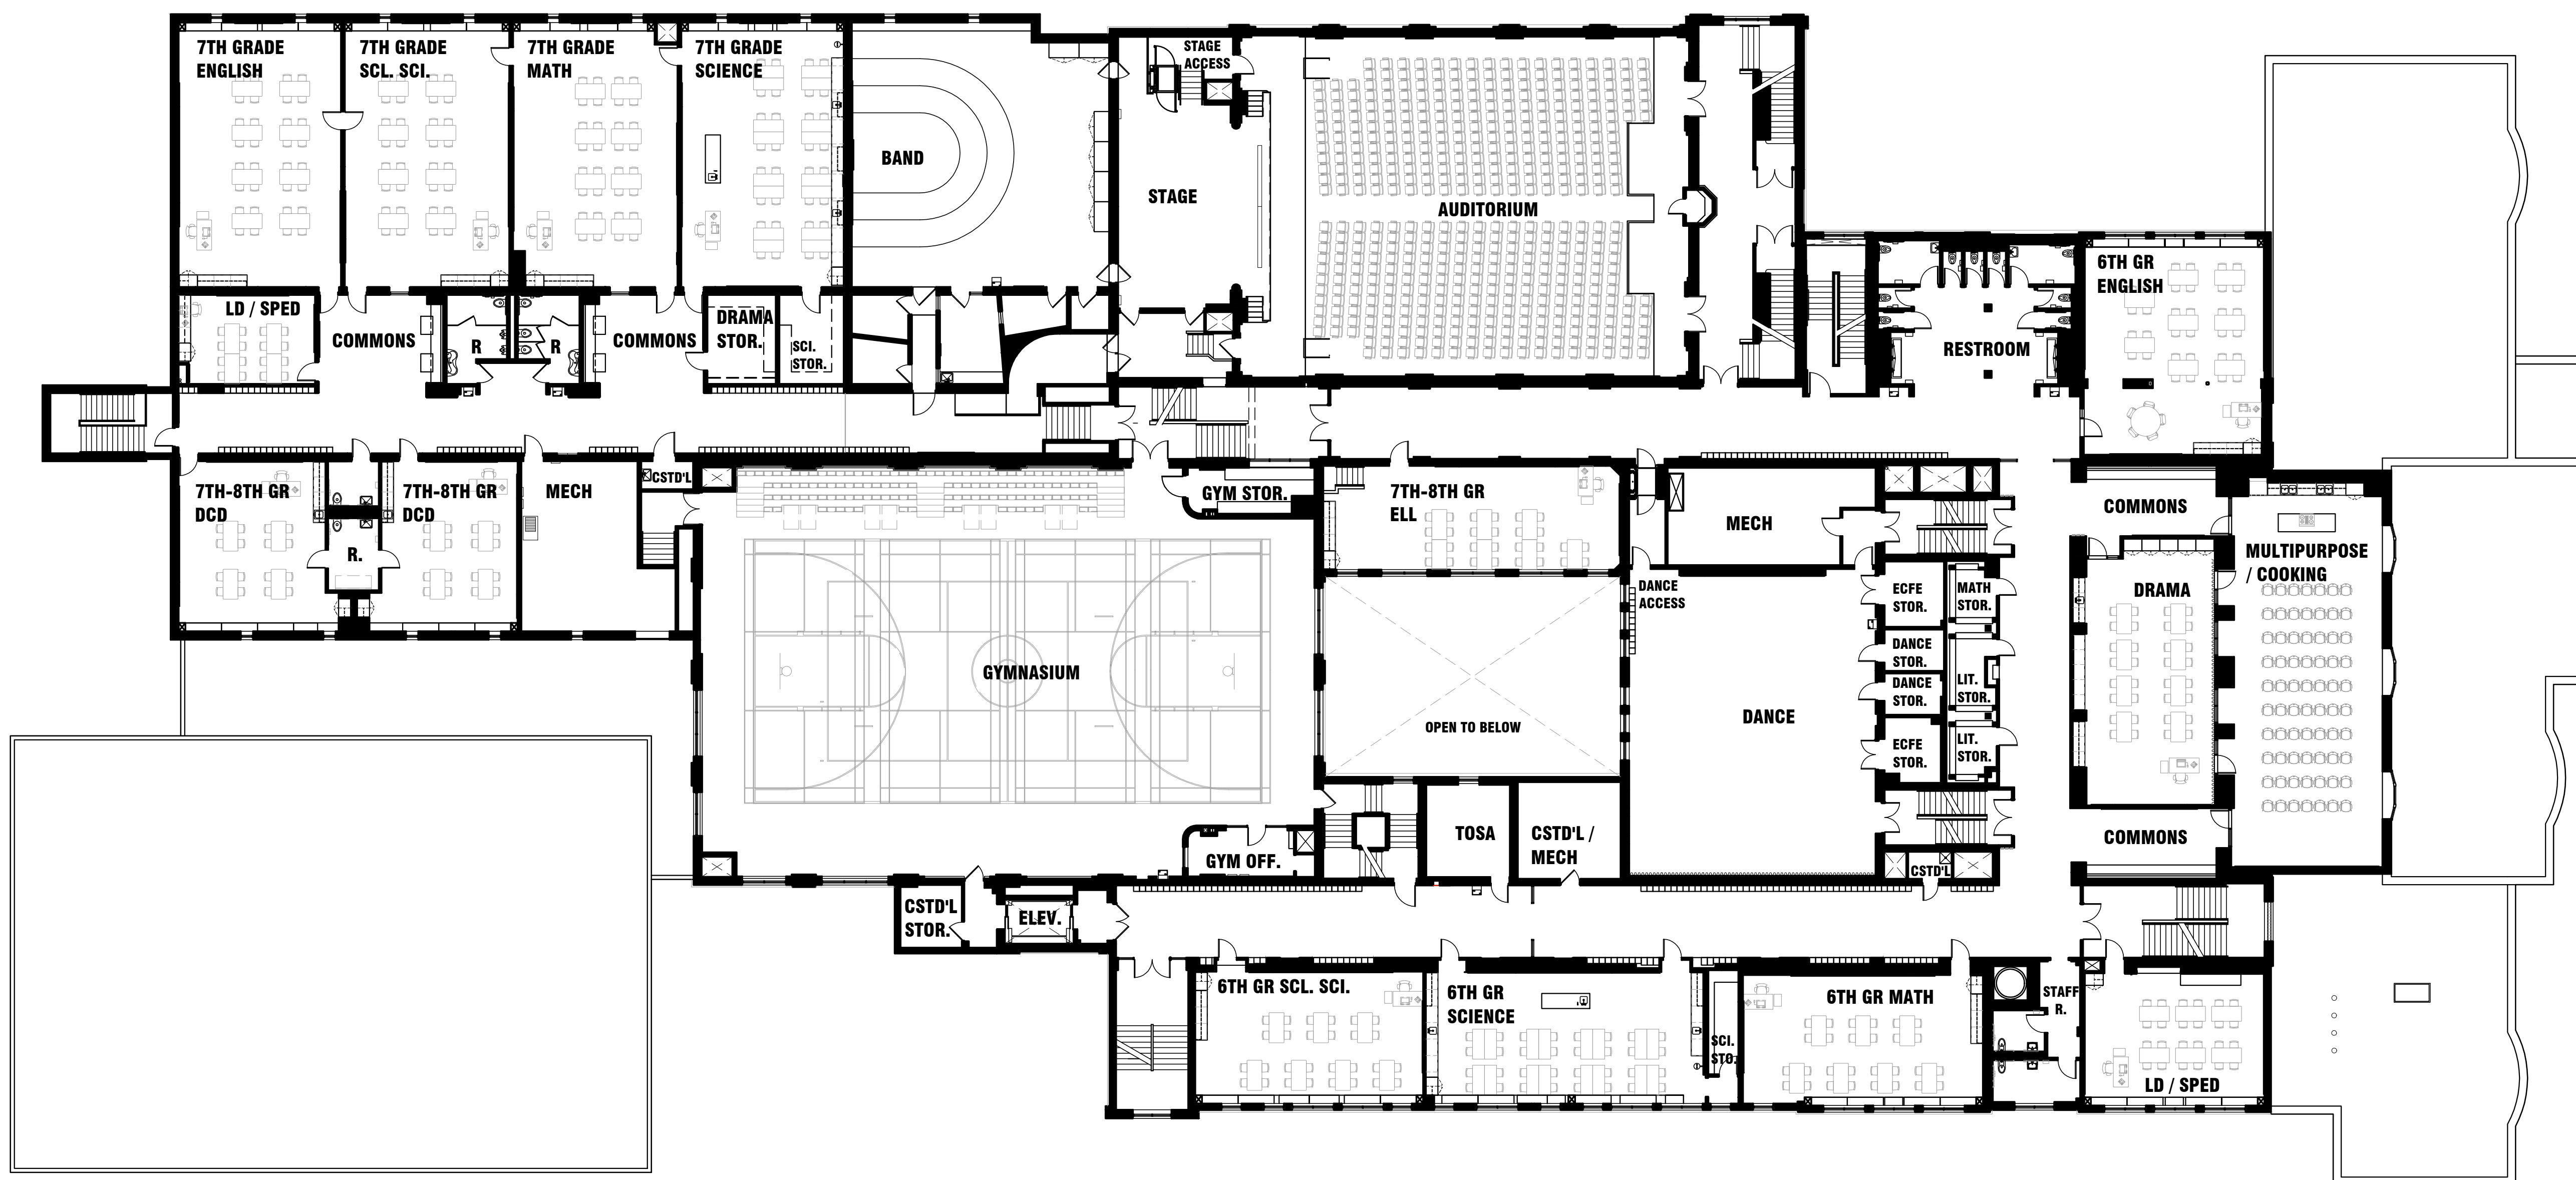 7TH GRADE
ENGLISH
7TH GRADE
SCL. SCI.
7TH GRADE
MATH
7TH GRADE
SCIENCE
BAND
STAGE
ACCESS
STAGE
AUDITORIUM
6TH GR
ENGLISH
LD / SPED
COMMONS
R
R
COMMONS
DRAMA
STOR.
SCI.
STOR.
RESTROOM
7TH-8TH GR
DCD
R.
7TH-8TH GR
DCD
MECH
CSTD'L
GYM STOR.
7TH-8TH GR
ELL
MECH
COMMONS
MULTIPURPOSE
/ COOKING
DRAMA
DANCE
ACCESS
ECFE
STOR.
MATH
STOR.
DANCE
STOR.
DANCE
STOR.
LIT.
STOR.
ECFE
STOR.
LIT.
STOR.
GYMNASIUM
OPEN TO BELOW
DANCE
TOSA
CSTD'L /
MECH
COMMONS
GYM OFF.
CSTD'L
CSTD'L
STOR.
ELEV.
6TH GR SCL. SCI.
6TH GR
SCIENCE
SCI.
STO.
6TH GR MATH
STAFF
R.
LD / SPED